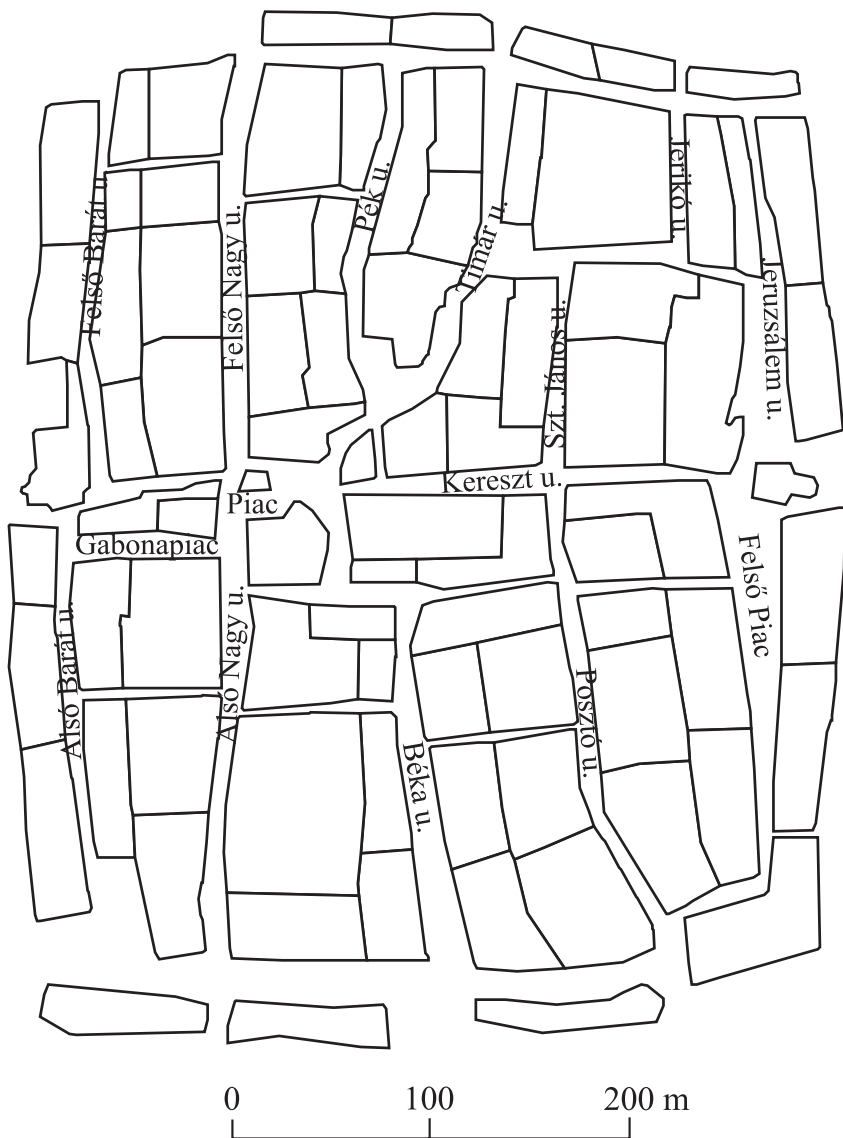 Felső Barát u.
Felső Nagy u.
Pék u.
Tímár u.
Jerikó u.
Jeruzsálem u.
Szt. János u.
Kereszt u.
Piac
Gabonapiac
Felső Piac
Alsó Barát u.
Alsó Nagy u.
Posztó u.
Béka u.
0 100 200 m